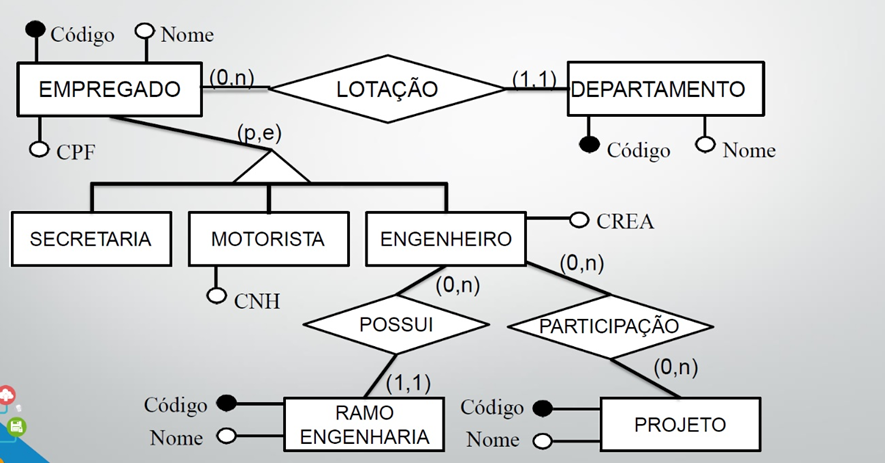 Código
Nome
EMPREGADO
(0,n)
LOTAÇÃO
(1,1)
DEPARTAMENTO
CPF
(p,e)
Código
Nome
SECRETARIA
MOTORISTA
ENGENHEIRO
CREA
CNH
(0,n)
(0,n)
POSSUI
PARTICIPAÇÃO
(1,1)
(0,n)
Código
Nome
RAMO
ENGENHARIA
Código
Nome
PROJETO